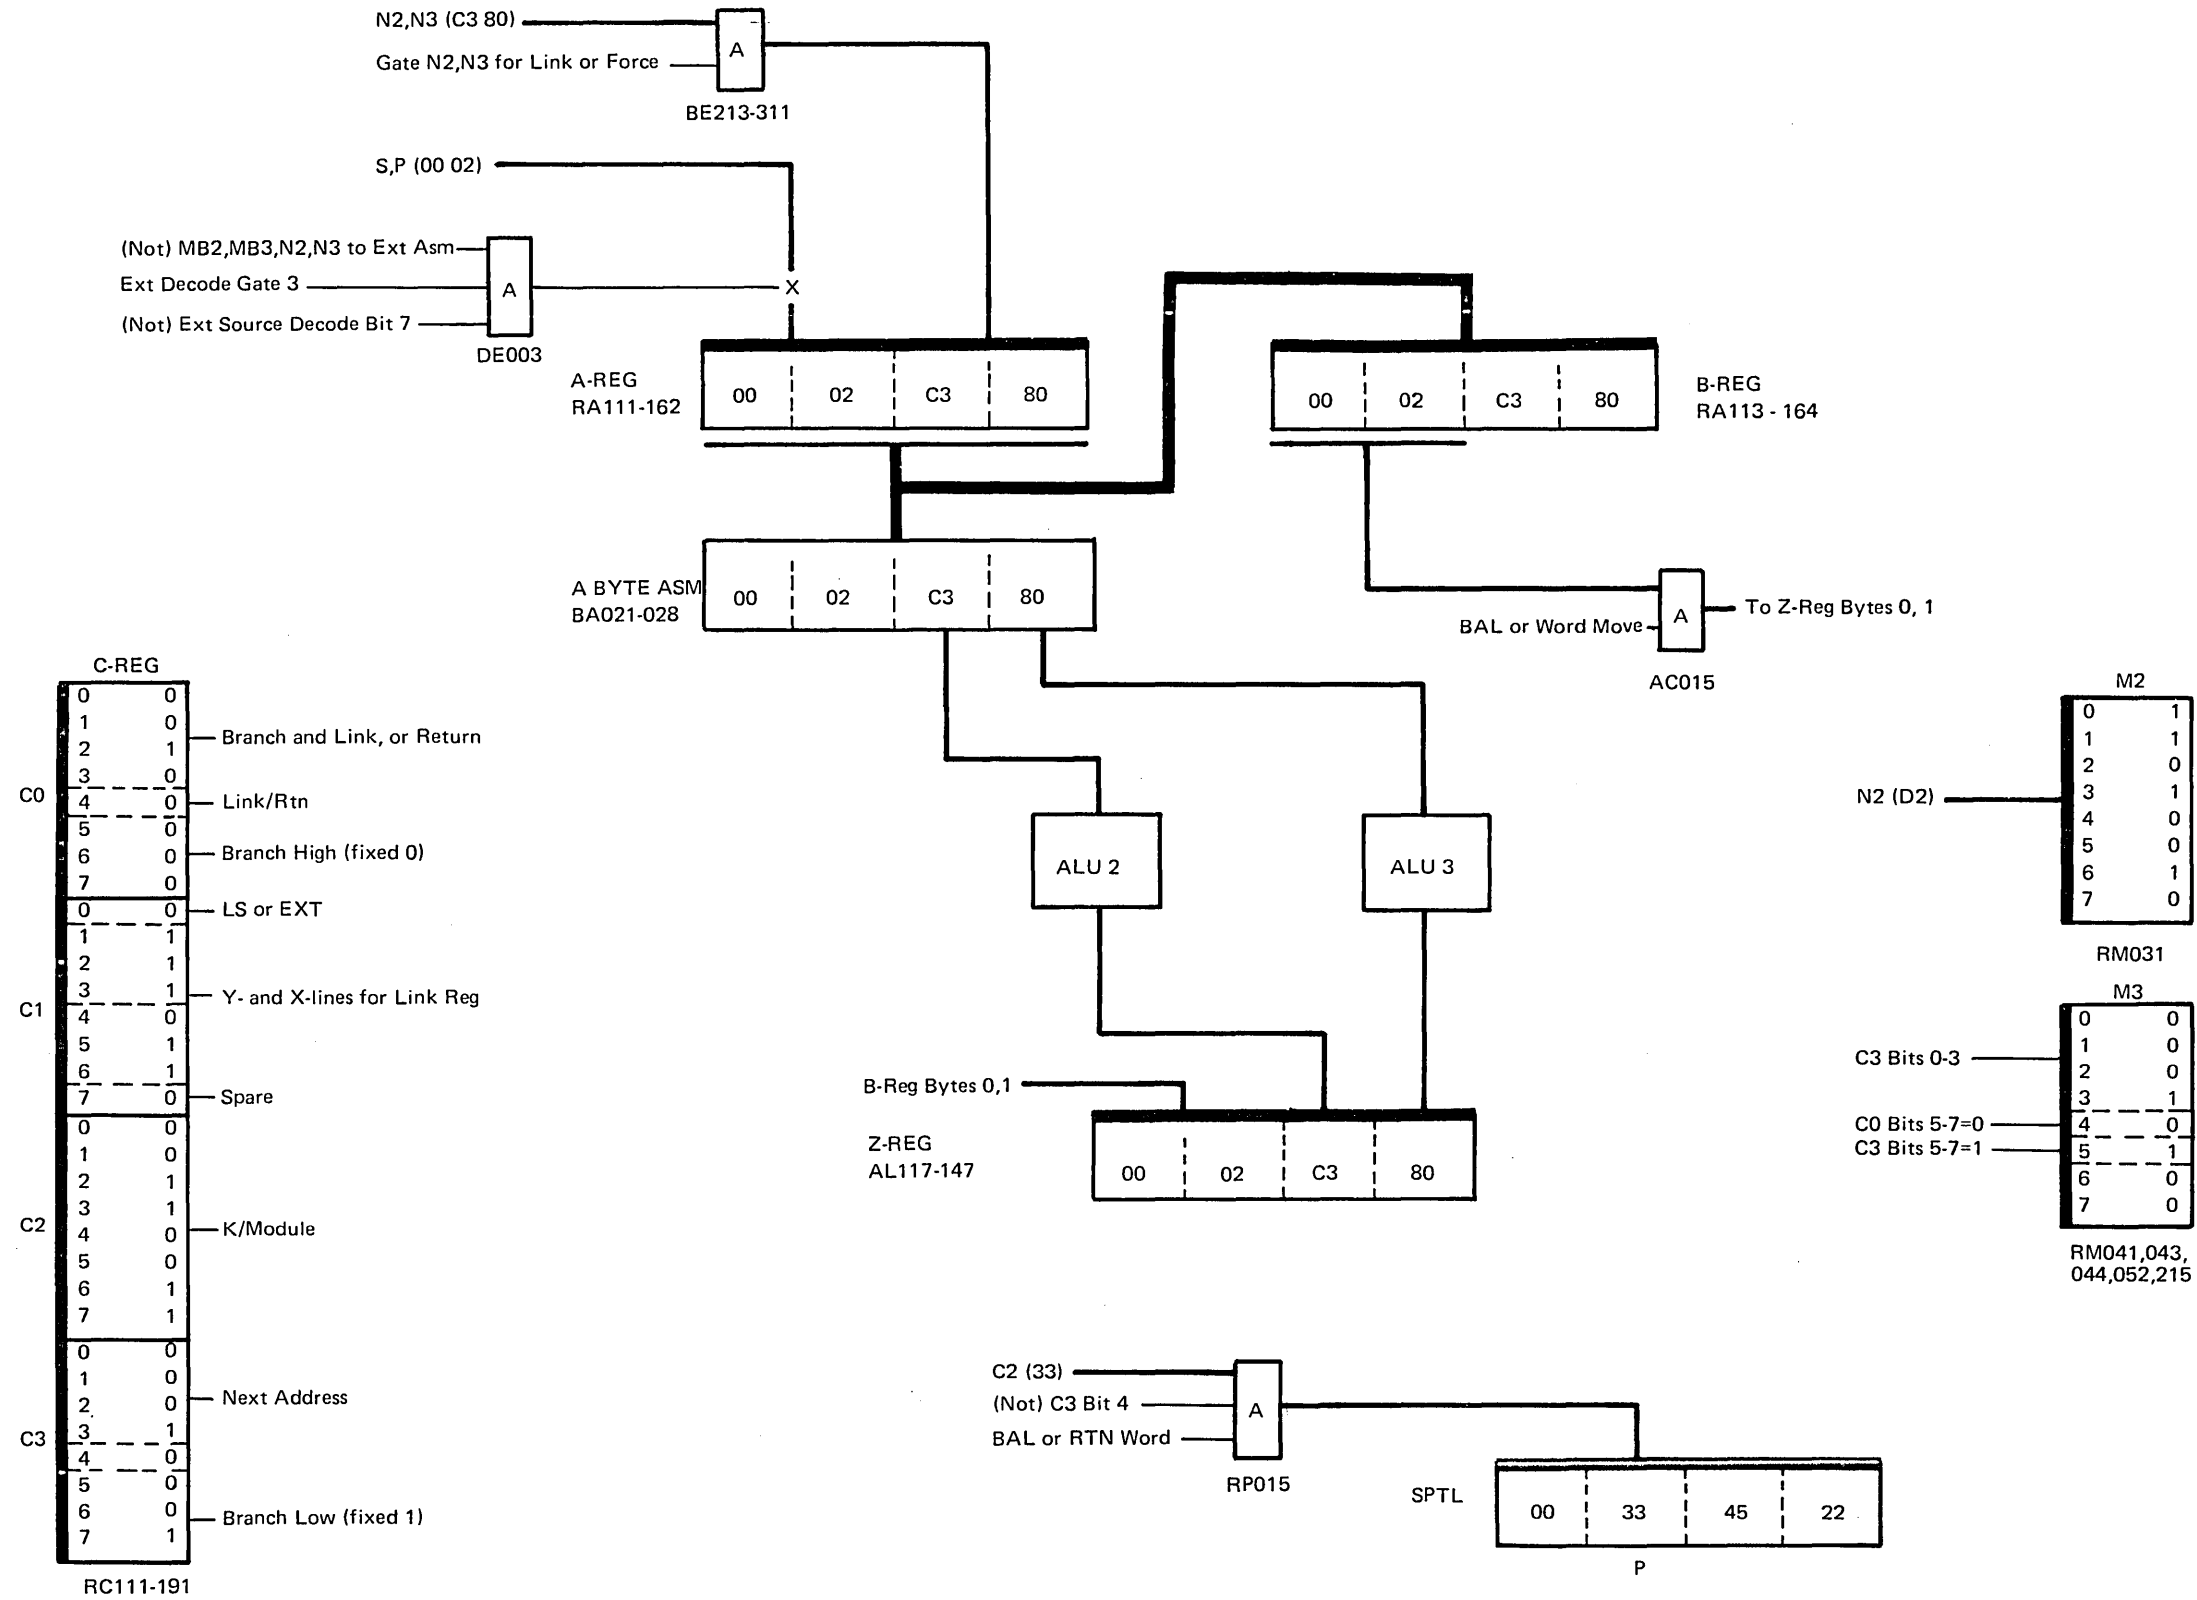 N2,N3 (C3 80)
A
Gate N2,N3 for Link or Force
BE213-311
S,P (00 02)
(Not) MB2,MB3,N2,N3 to Ext Asm
Ext Decode Gate 3
A
X
(Not) Ext Source Decode Bit 7
DE003
A-REG
RA111-162
00 02 C3 80
00 02 C3 80
B-REG
RA113 - 164
A BYTE ASM
BA021-028
00 02 C3 80
BAL or Word Move
A
To Z-Reg Bytes 0, 1
AC015
C-REG
C0
0 0
1 0
2 1
3 0
Branch and Link, or Return
4 0
Link/Rtn
5 0
6 0
7 0
Branch High (fixed 0)
C1
0 0
LS or EXT
1 1
2 1
3 1
4 0
5 1
6 1
Y- and X-lines for Link Reg
7 0
Spare
C2
0 0
1 0
2 1
3 1
4 0
5 0
6 1
7 1
K/Module
C3
0 0
1 0
2 0
3 1
Next Address
4 0
5 0
6 0
7 1
Branch Low (fixed 1)
RC111-191
ALU 2
ALU 3
B-Reg Bytes 0,1
Z-REG
AL117-147
00 02 C3 80
M2
N2 (D2)
0 1
1 1
2 0
3 1
4 0
5 0
6 1
7 0
RM031
M3
C3 Bits 0-3
C0 Bits 5-7=0
C3 Bits 5-7=1
0 0
1 0
2 0
3 1
4 0
5 1
6 0
7 0
RM041,043,
044,052,215
C2 (33)
(Not) C3 Bit 4
BAL or RTN Word
A
RP015
SPTL
00 33 45 22
P